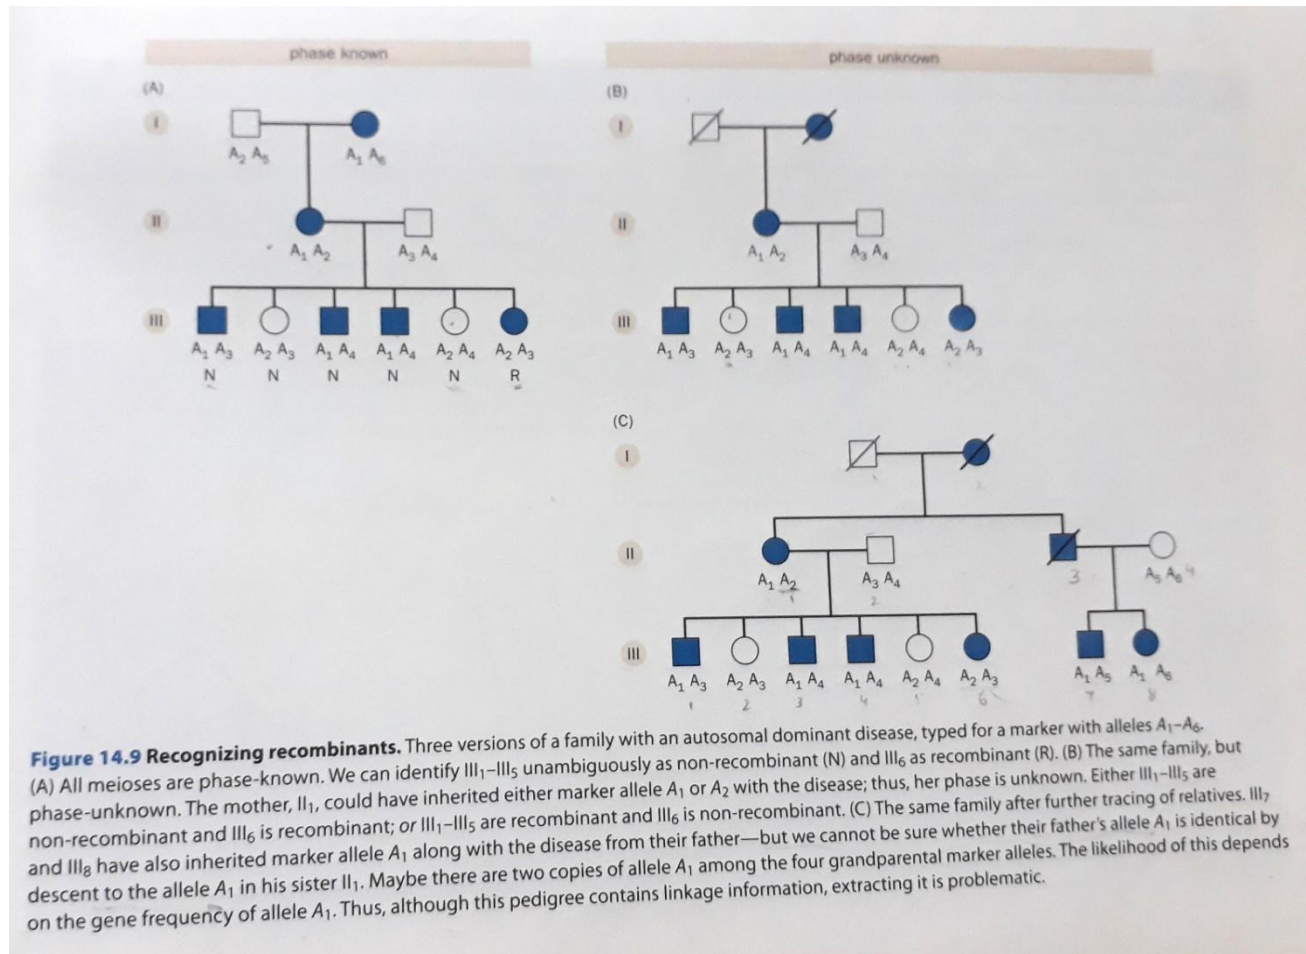 phase known
phase unknown
(A)
(B)
I
I
A₂ A₅
A₁ A₆
II
II
A₁ A₂
A₃ A₄
A₁ A₂
A₃ A₄
III
III
A₁ A₃ A₂ A₃ A₁ A₄ A₁ A₄ A₂ A₄ A₂ A₃
A₁ A₃ A₂ A₃ A₁ A₄ A₁ A₄ A₂ A₄ A₂ A₃
N N N N N R
(C)
I
II
A₁ A₂
A₃ A₄
A₅ A₆ 4
1
2
3
III
A₁ A₃ A₂ A₃ A₁ A₄ A₁ A₄ A₂ A₄ A₂ A₃
A₁ A₅ A₁ A₆
1 2 3 4 5 6 7 8
Figure 14.9 Recognizing recombinants. Three versions of a family with an autosomal dominant disease, typed for a marker with alleles A₁–A₆.
(A) All meioses are phase-known. We can identify III₁–III₅ unambiguously as non-recombinant (N) and III₆ as recombinant (R). (B) The same family, but
phase-unknown. The mother, II₁, could have inherited either marker allele A₁ or A₂ with the disease; thus, her phase is unknown. Either III₁–III₅ are
non-recombinant and III₆ is recombinant; or III₁–III₅ are recombinant and III₆ is non-recombinant. (C) The same family after further tracing of relatives. III₇
and III₈ have also inherited marker allele A₁ along with the disease from their father—but we cannot be sure whether their father's allele A₁ is identical by
descent to the allele A₁ in his sister II₁. Maybe there are two copies of allele A₁ among the four grandparental marker alleles. The likelihood of this depends
on the gene frequency of allele A₁. Thus, although this pedigree contains linkage information, extracting it is problematic.